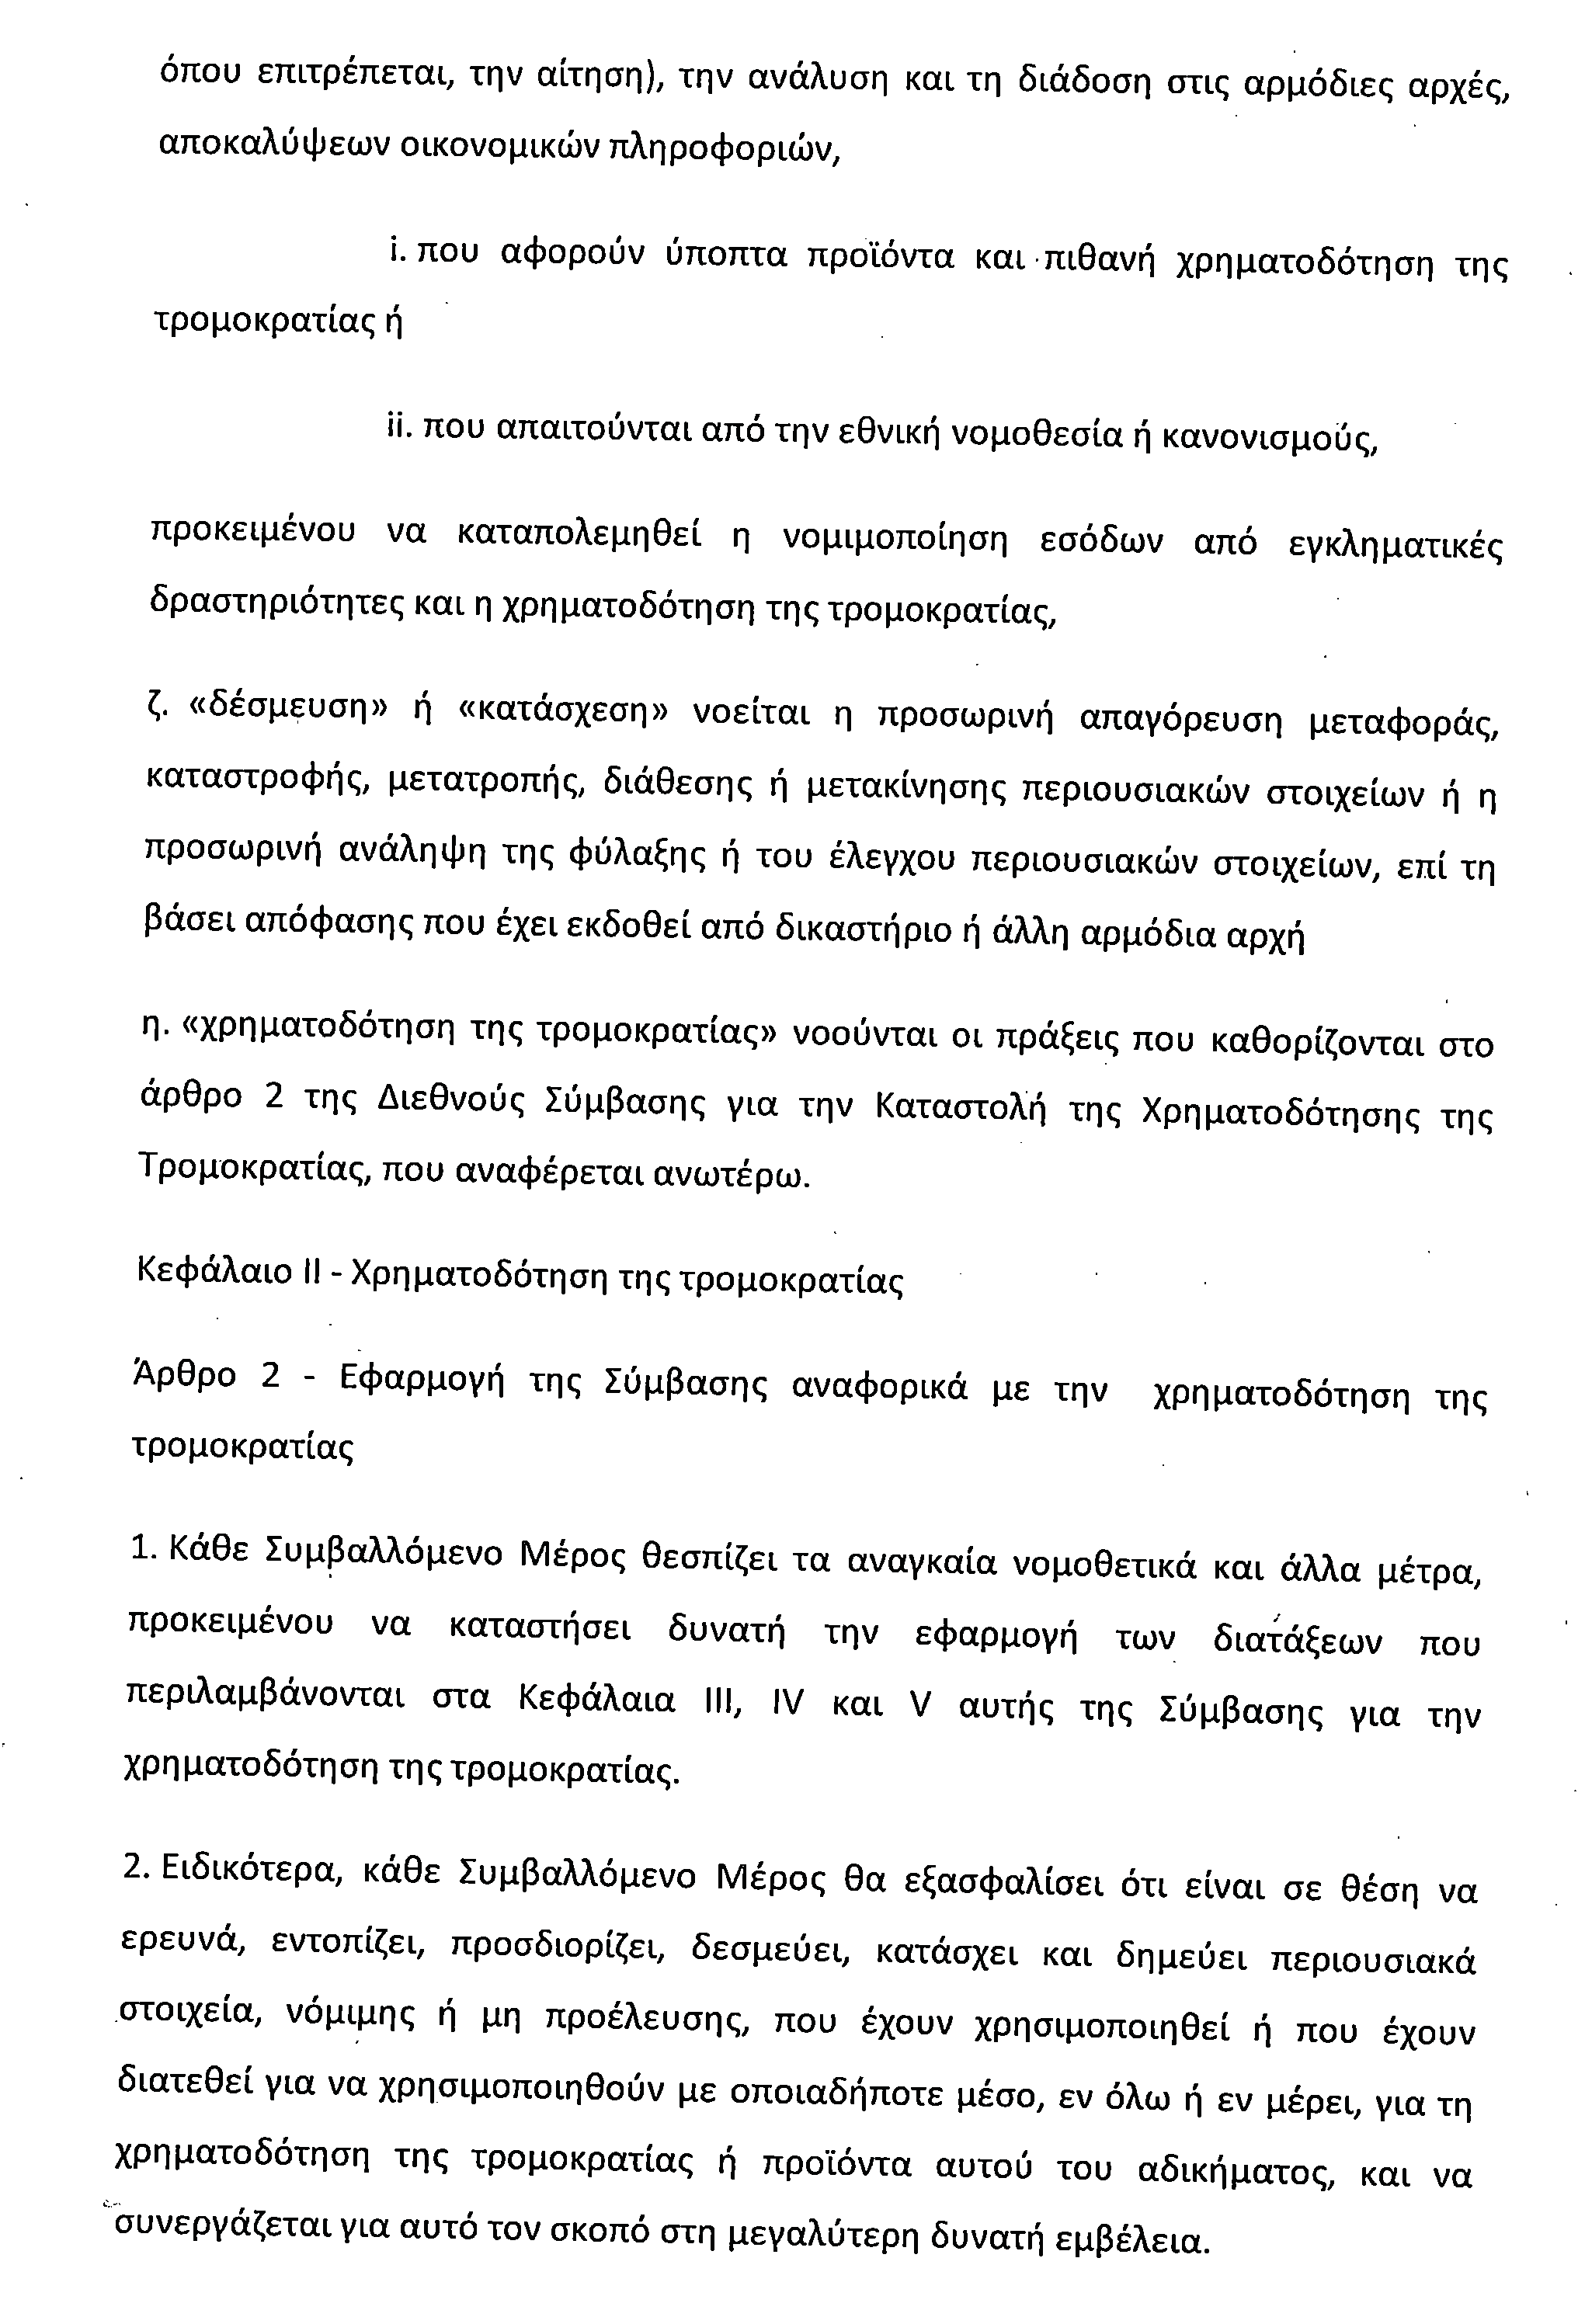 όπου επιτρέπεται, την αίτηση), την ανάλυση και τη διάδοση στις αρμόδιες αρχές,
αποκαλύψεων οικονομικών πληροφοριών,
i. που αφορούν ύποπτα προϊόντα και πιθανή χρηματοδότηση της
τρομοκρατίας ή
ii. που απαιτούνται από την εθνική νομοθεσία ή κανονισμούς,
προκειμένου να καταπολεμηθεί η νομιμοποίηση εσόδων από εγκληματικές
δραστηριότητες και η χρηματοδότηση της τρομοκρατίας,
ζ. «δέσμευση» ή «κατάσχεση» νοείται η προσωρινή απαγόρευση μεταφοράς,
καταστροφής, μετατροπής, διάθεσης ή μετακίνησης περιουσιακών στοιχείων ή η
προσωρινή ανάληψη της φύλαξης ή του έλεγχου περιουσιακών στοιχείων, επί τη
βάσει απόφασης που έχει εκδοθεί από δικαστήριο ή άλλη αρμόδια αρχή
η. «χρηματοδότηση της τρομοκρατίας» νοούνται οι πράξεις που καθορίζονται στο
άρθρο 2 της Διεθνούς Σύμβασης για την Καταστολή της Χρηματοδότησης της
Τρομοκρατίας, που αναφέρεται ανωτέρω.
Κεφάλαιο II - Χρηματοδότηση της τρομοκρατίας
Άρθρο 2 - Εφαρμογή της Σύμβασης αναφορικά με την χρηματοδότηση της
τρομοκρατίας
1. Κάθε Συμβαλλόμενο Μέρος θεσπίζει τα αναγκαία νομοθετικά και άλλα μέτρα,
προκειμένου να καταστήσει δυνατή την εφαρμογή των διατάξεων που
περιλαμβάνονται στα Κεφάλαια III, IV και V αυτής της Σύμβασης για την
χρηματοδότηση της τρομοκρατίας.
2. Ειδικότερα, κάθε Συμβαλλόμενο Μέρος θα εξασφαλίσει ότι είναι σε θέση να
ερευνά, εντοπίζει, προσδιορίζει, δεσμεύει, κατάσχει και δημεύει περιουσιακά
στοιχεία, νόμιμης ή μη προέλευσης, που έχουν χρησιμοποιηθεί ή που έχουν
διατεθεί για να χρησιμοποιηθούν με οποιαδήποτε μέσο, εν όλω ή εν μέρει, για τη
χρηματοδότηση της τρομοκρατίας ή προϊόντα αυτού του αδικήματος, και να
συνεργάζεται για αυτό τον σκοπό στη μεγαλύτερη δυνατή εμβέλεια.